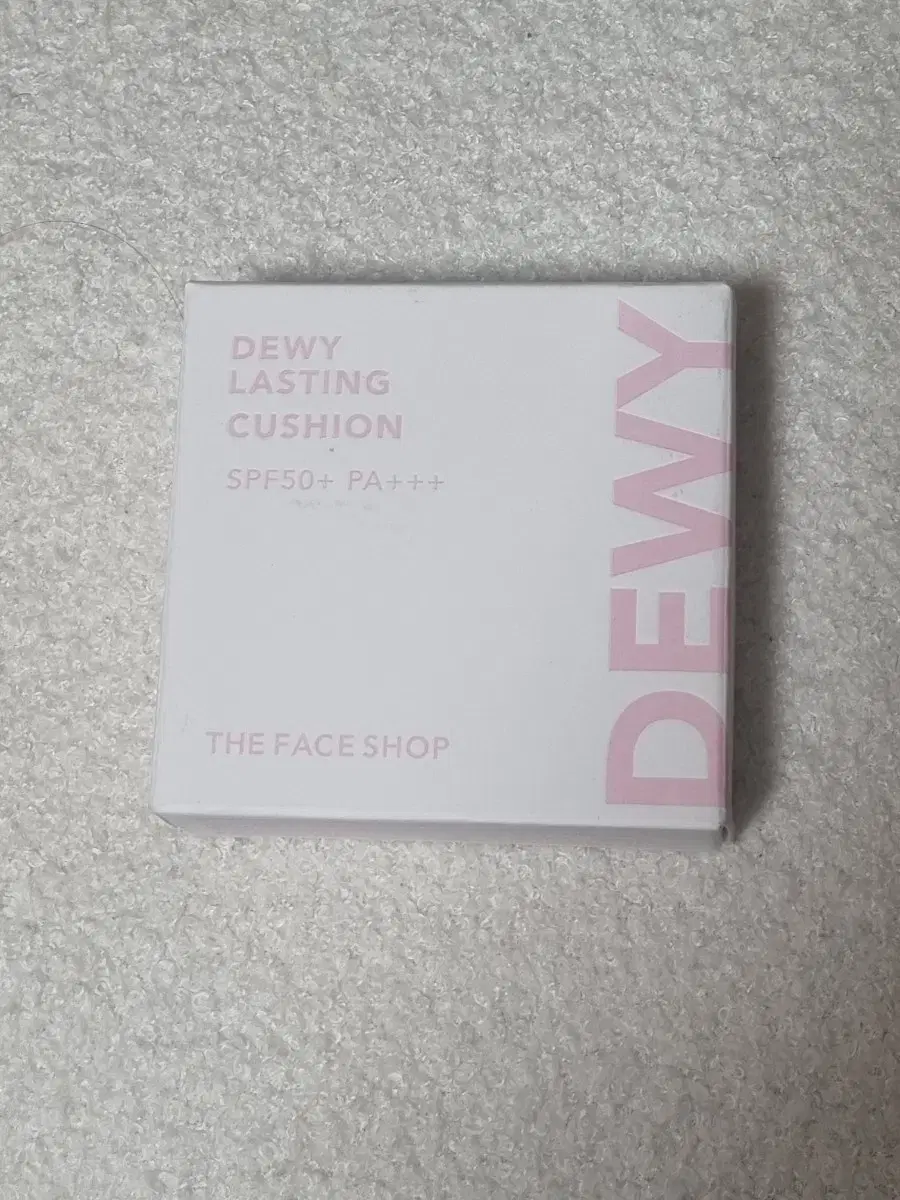 DEWY
LASTING
CUSHION
SPF50+ PA+++
THE FACE SHOP
DEWY